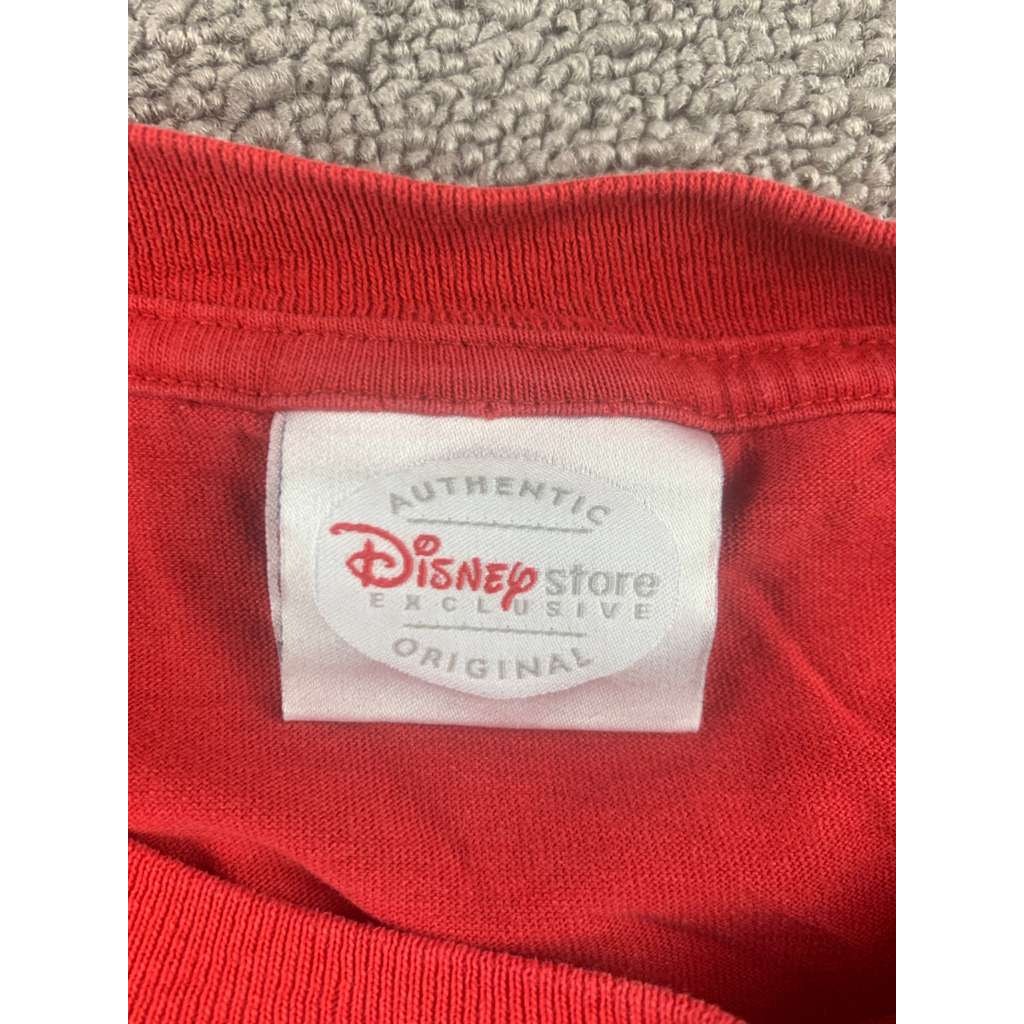 AUTHENTIC
Disney store
EXCLUSIVE
ORIGINAL